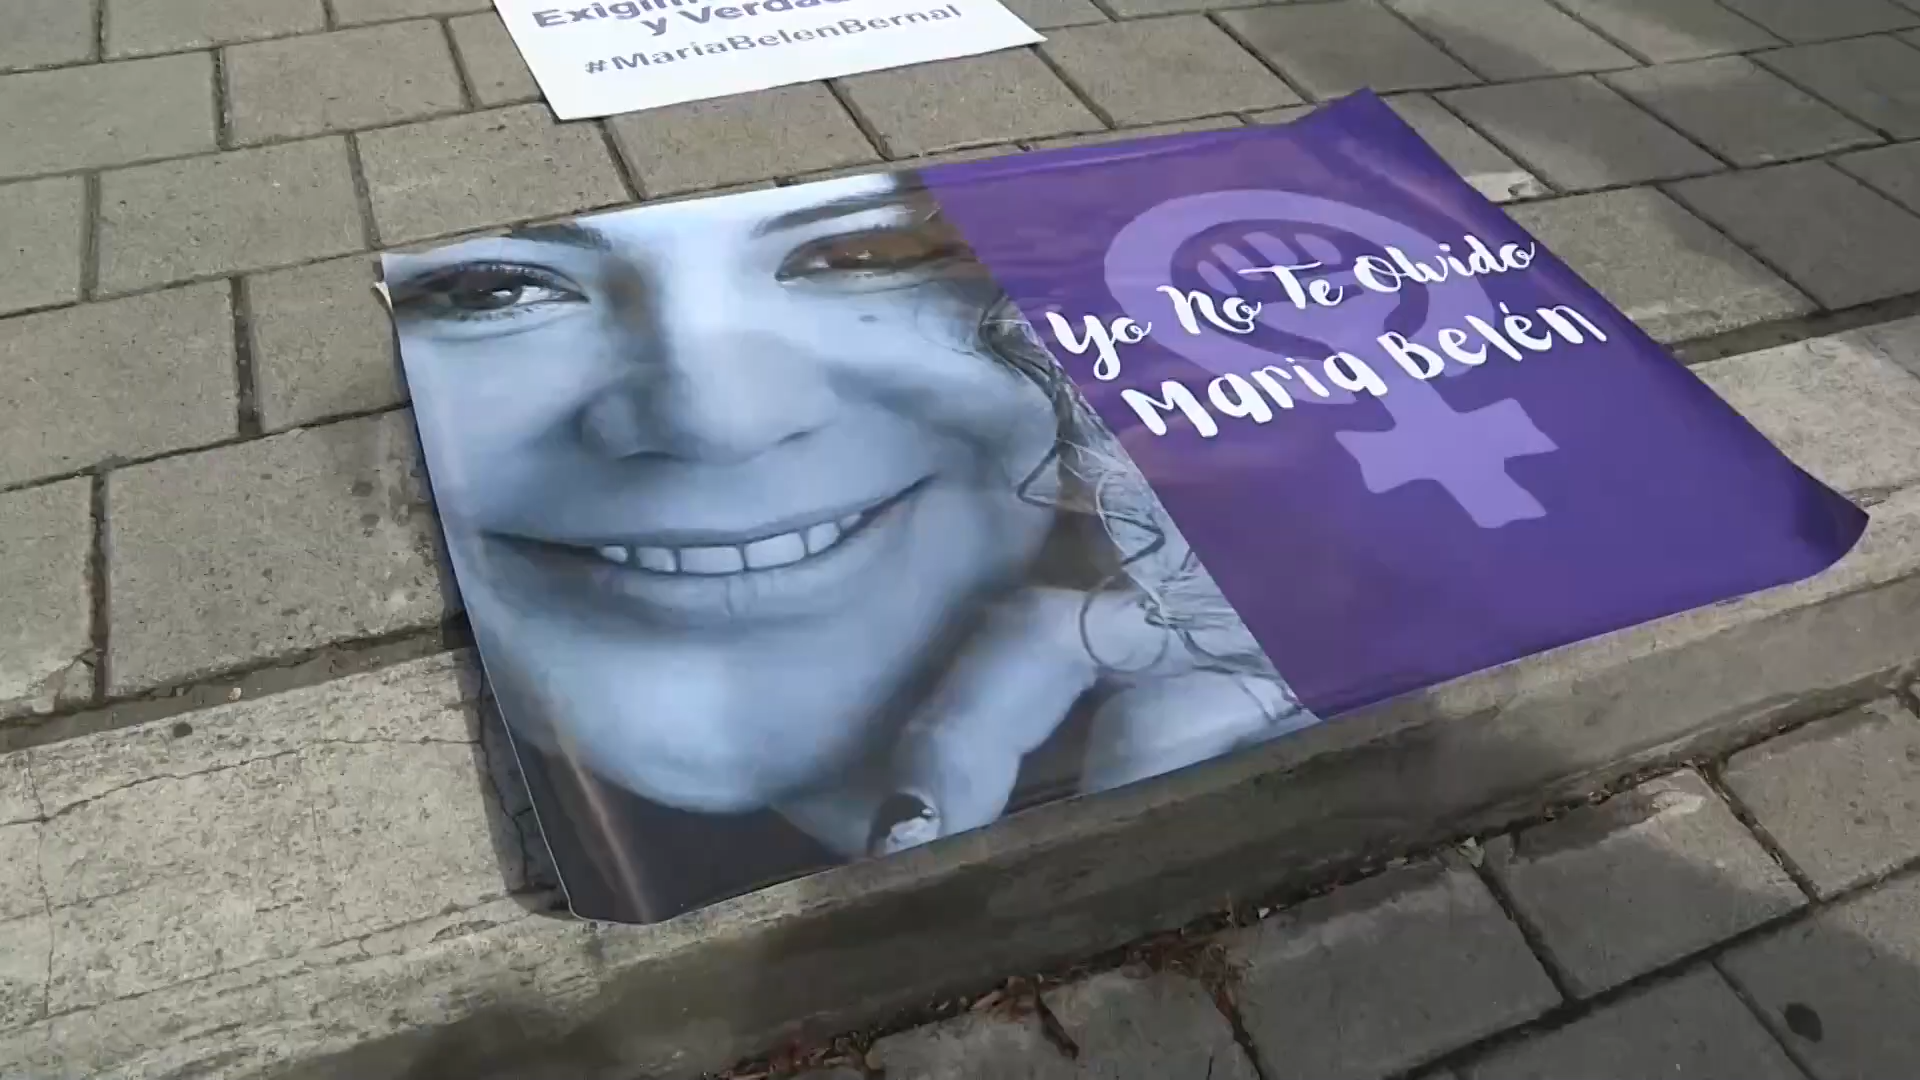 y Verdad
#MariaBelenBernal
Yo No Te Olvido
Maria Belén